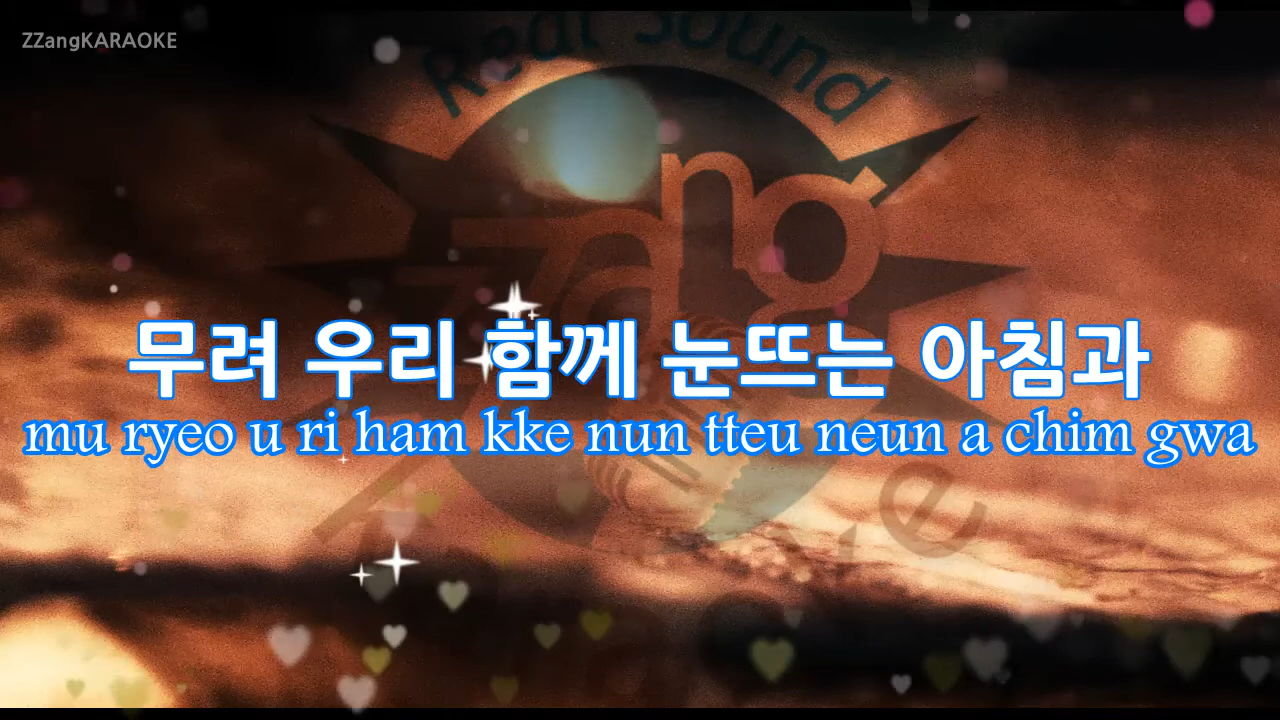 ZZangKARAOKE
Real Sound
Zzang
무려 우리 함께 눈뜨는 아침과
mu ryeo u ri ham kke nun tteu neun a chim gwa